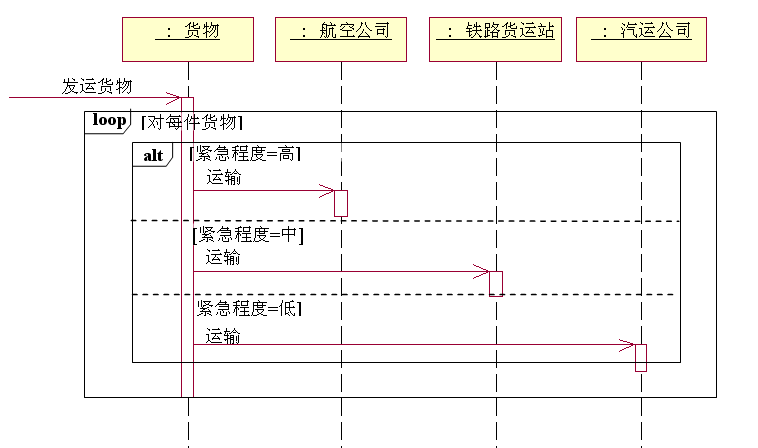 : 货物
: 航空公司
: 铁路货运站
: 汽运公司
发运货物
loop
[对每件货物]
alt
[紧急程度=高]
运输
[紧急程度=中]
运输
紧急程度=低]
运输